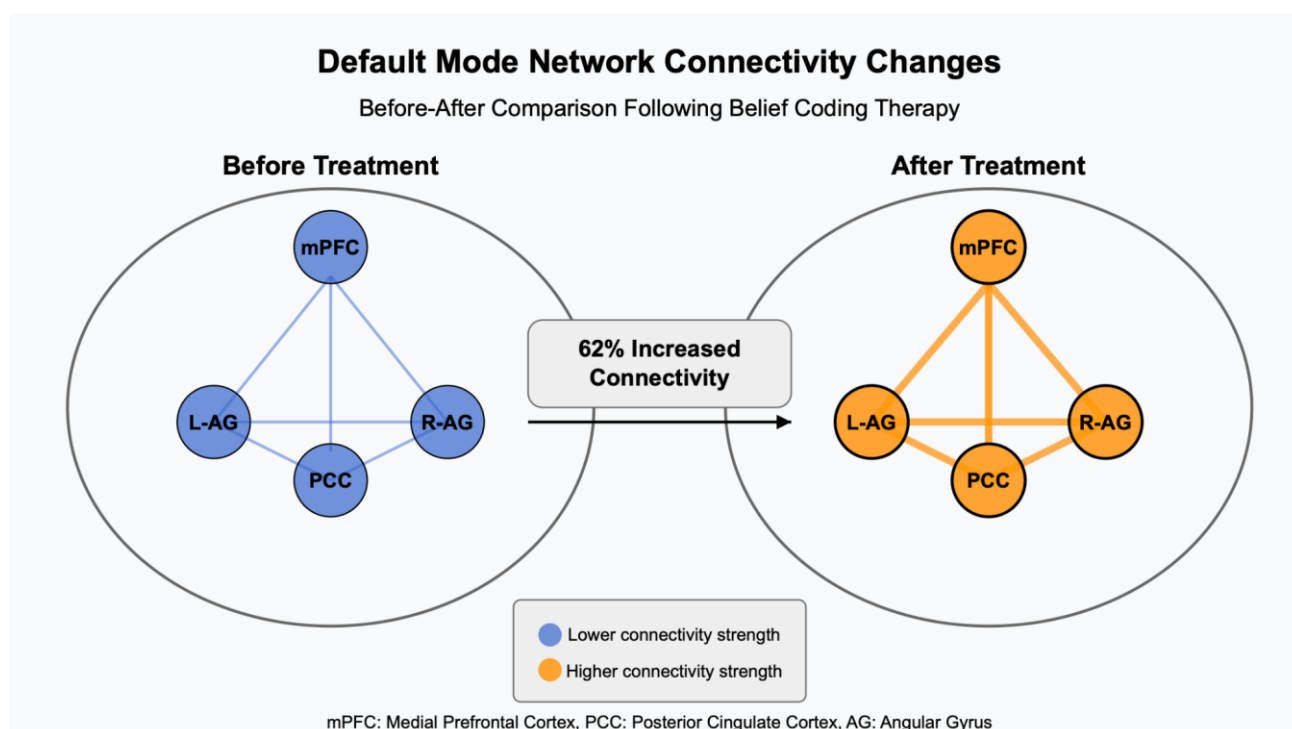 Default Mode Network Connectivity Changes
Before-After Comparison Following Belief Coding Therapy
Before Treatment
After Treatment
mPFC
mPFC
62% Increased
Connectivity
L-AG
R-AG
L-AG
R-AG
PCC
PCC
Lower connectivity strength
Higher connectivity strength
mPFC: Medial Prefrontal Cortex, PCC: Posterior Cingulate Cortex, AG: Angular Gyrus